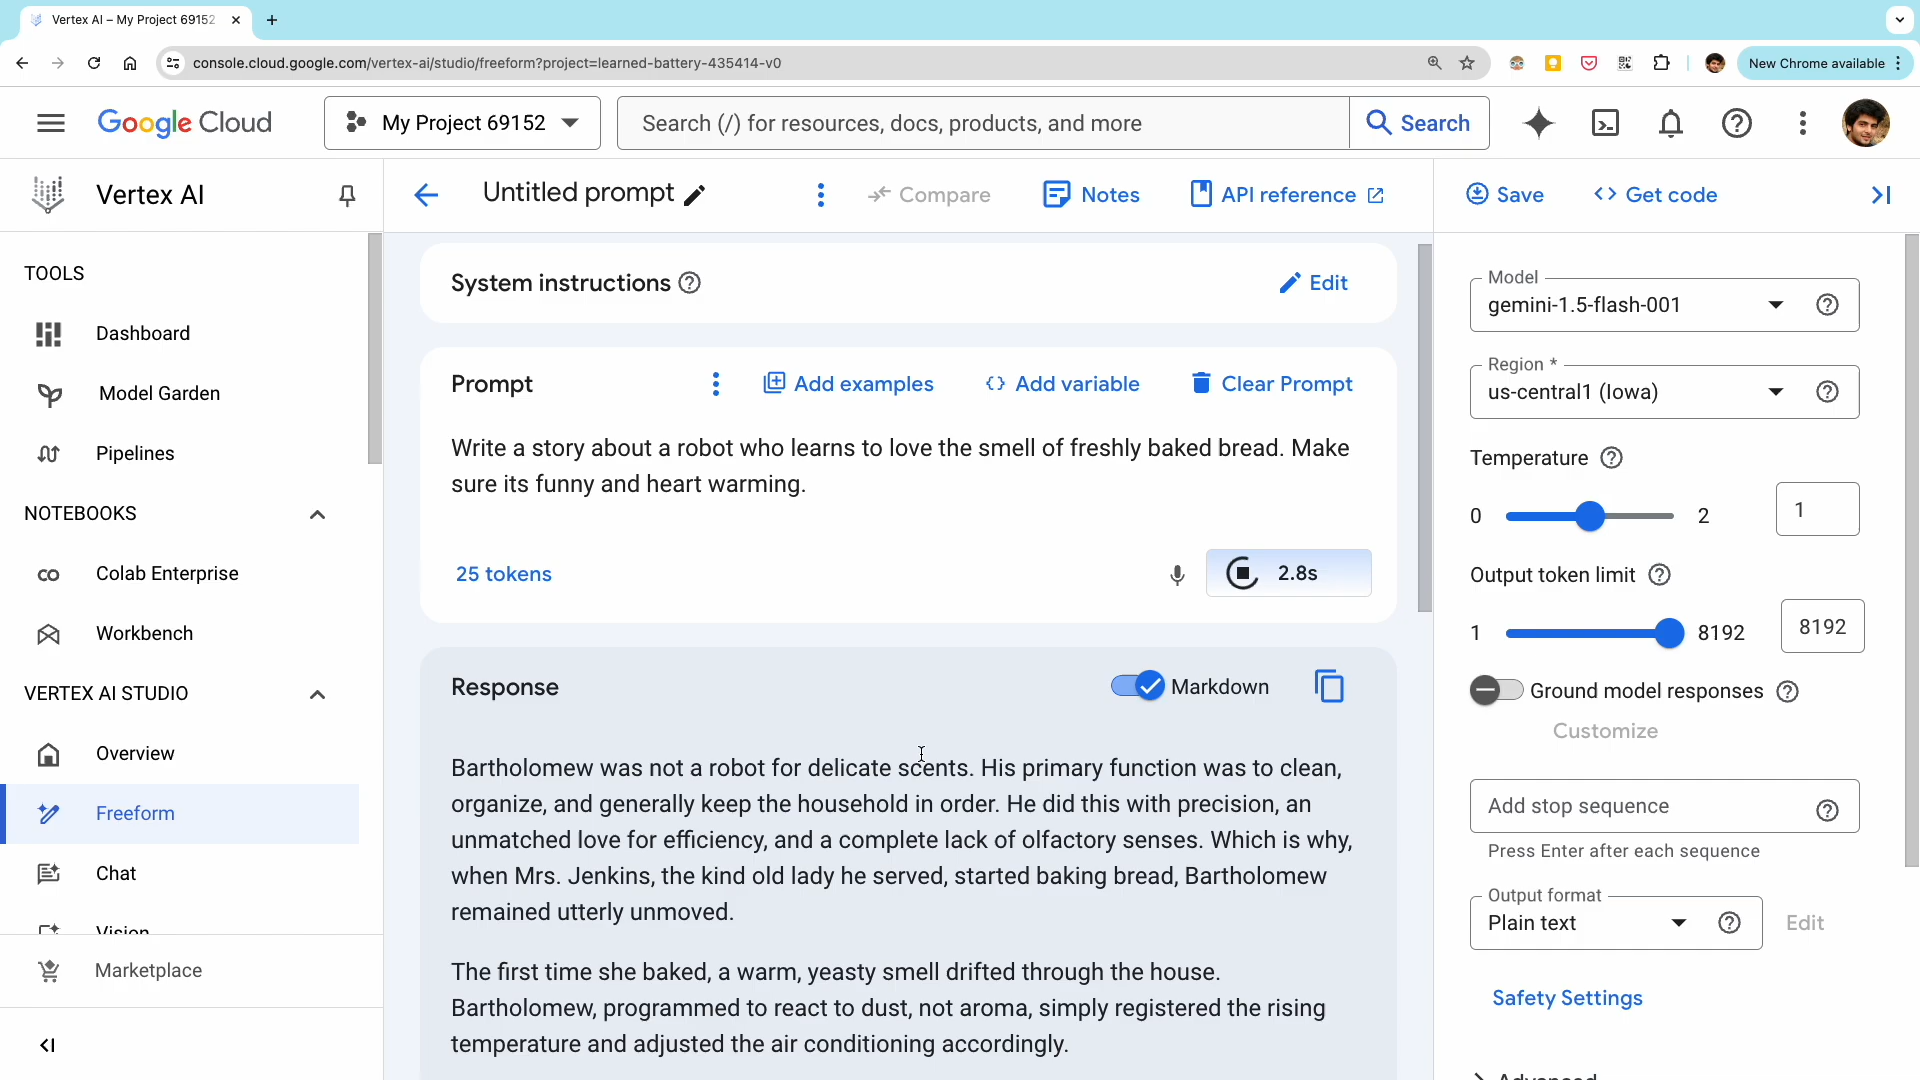 Vertex AI – My Project 69152
console.cloud.google.com/vertex-ai/studio/freeform?project=learned-battery-435414-v0
New Chrome available
Google Cloud
My Project 69152
Search (/) for resources, docs, products, and more
Search
Vertex AI
TOOLS
Dashboard
Model Garden
Pipelines
NOTEBOOKS
Colab Enterprise
Workbench
VERTEX AI STUDIO
Overview
Freeform
Chat
Vision
Marketplace
Untitled prompt
Compare
Notes
API reference
System instructions
Edit
Prompt
Add examples
Add variable
Clear Prompt
Write a story about a robot who learns to love the smell of freshly baked bread. Make
sure its funny and heart warming.
25 tokens
2.8s
Response
Markdown
Bartholomew was not a robot for delicate scents. His primary function was to clean,
organize, and generally keep the household in order. He did this with precision, an
unmatched love for efficiency, and a complete lack of olfactory senses. Which is why,
when Mrs. Jenkins, the kind old lady he served, started baking bread, Bartholomew
remained utterly unmoved.
The first time she baked, a warm, yeasty smell drifted through the house.
Bartholomew, programmed to react to dust, not aroma, simply registered the rising
temperature and adjusted the air conditioning accordingly.
Save
Get code
Model
gemini-1.5-flash-001
Region *
us-central1 (Iowa)
Temperature
0
2
1
Output token limit
1
8192
8192
Ground model responses
Customize
Add stop sequence
Press Enter after each sequence
Output format
Plain text
Edit
Safety Settings
Advanced